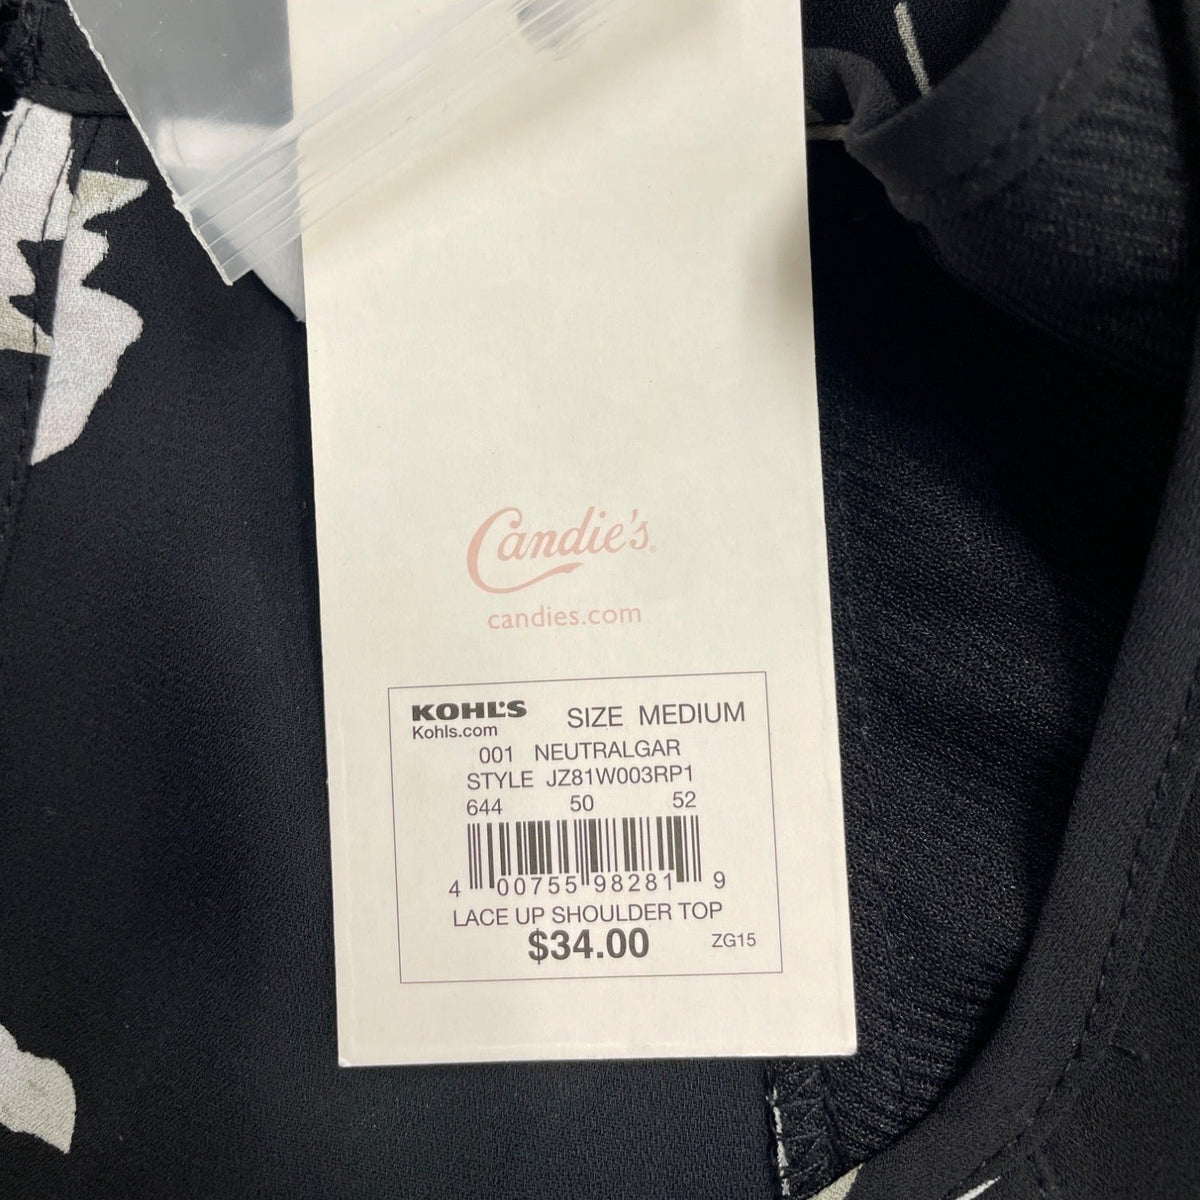 Candie's®
candies.com
KOHL'S SIZE MEDIUM
Kohls.com
001 NEUTRALGAR
STYLE JZ81W003RP1
644 50 52
4 00755 98281 9
LACE UP SHOULDER TOP
$34.00 ZG15